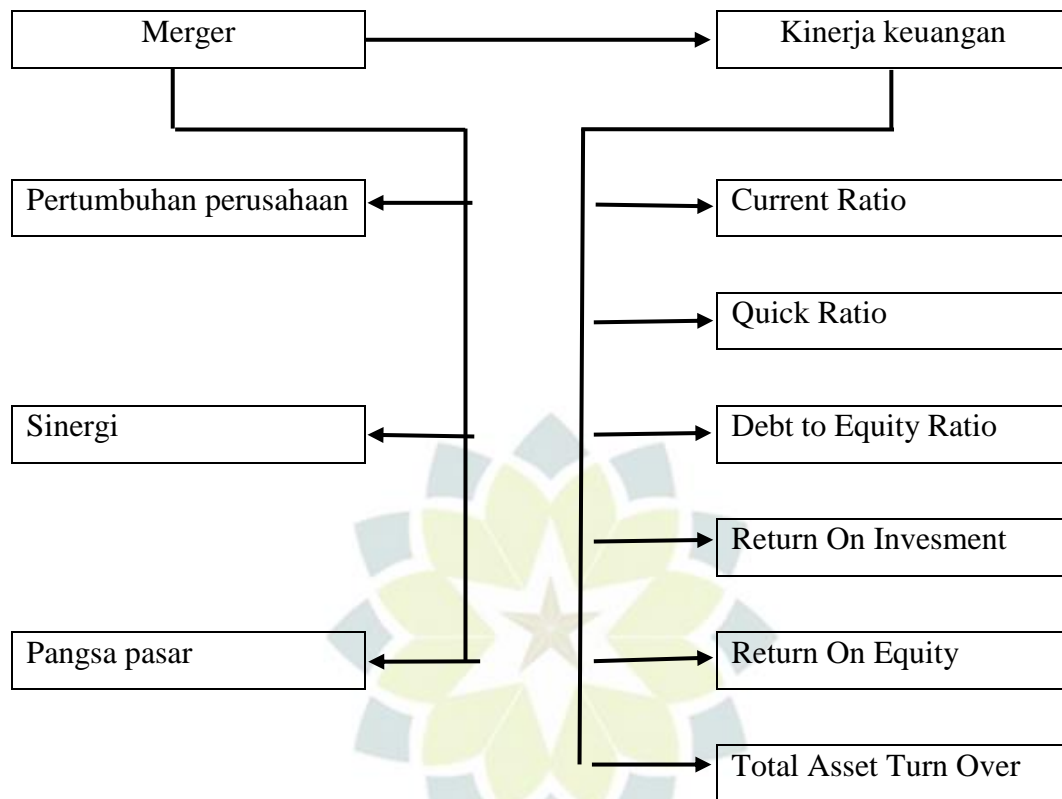 Merger
Kinerja keuangan
Pertumbuhan perusahaan
Current Ratio
Quick Ratio
Sinergi
Debt to Equity Ratio
Return On Invesment
Pangsa pasar
Return On Equity
Total Asset Turn Over